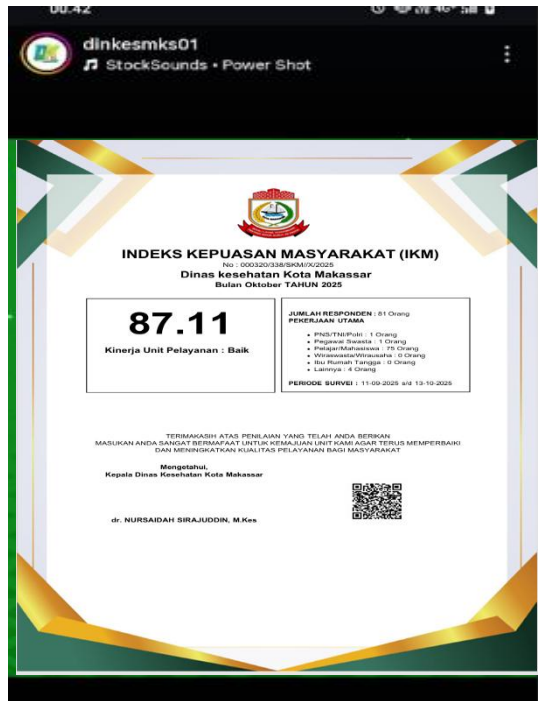 00.42
dinkesmks01
StockSounds • Power Shot
INDEKS KEPUASAN MASYARAKAT (IKM)
No : 000320/338/SKM/X/2025
Dinas kesehatan Kota Makassar
Bulan Oktober TAHUN 2025
87.11
Kinerja Unit Pelayanan : Baik
JUMLAH RESPONDEN : 81 Orang
PEKERJAAN UTAMA
• PNS/TNI/Polri : 1 Orang
• Pegawai Swasta : 1 Orang
• Pelajar/Mahasiswa : 75 Orang
• Wiraswasta/Wirausaha : 0 Orang
• Ibu Rumah Tangga : 0 Orang
• Lainnya : 4 Orang
PERIODE SURVEI : 11-09-2025 s/d 13-10-2025
TERIMAKASIH ATAS PENILAIAN YANG TELAH ANDA BERIKAN
MASUKAN ANDA SANGAT BERMAFAAT UNTUK KEMAJUAN UNIT KAMI AGAR TERUS MEMPERBAIKI
DAN MENINGKATKAN KUALITAS PELAYANAN BAGI MASYARAKAT
Mengetahui,
Kepala Dinas Kesehatan Kota Makassar
dr. NURSAIDAH SIRAJUDDIN, M.Kes